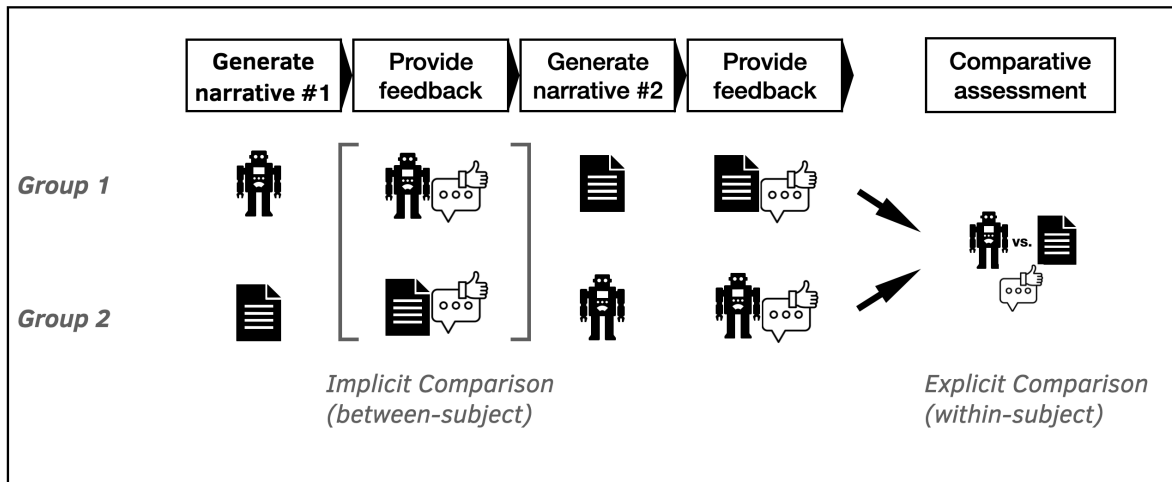 Generate
narrative #1
Provide
feedback
Generate
narrative #2
Provide
feedback
Comparative
assessment
Group 1
vs.
Group 2
Implicit Comparison
(between-subject)
Explicit Comparison
(within-subject)